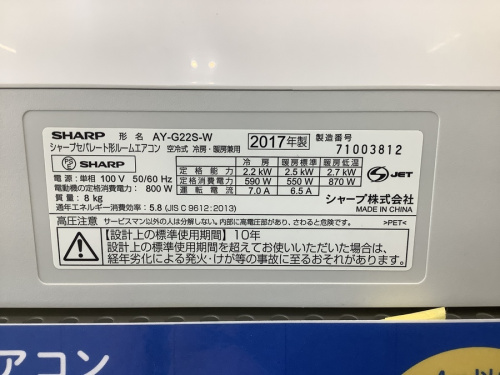 SHARP 形名 AY-G22S-W 2017年製 製造番号
シャープセパレート形ルームエアコン 空冷式 冷房・暖房兼用 71003812
PS E SHARP
冷房 暖房標準 暖房低温
定格能力 2.2 kW 2.5 kW 2.7 kW
定格消費電力 590 W 550 W 870 W
運転電流 7.0 A 6.5 A
S JET
電源:単相 100 V 50/60 Hz
電動機の定格消費電力: 800 W
質量: 8 kg
通年エネルギー消費効率: 5.8 (JIS C 9612:2013)
シャープ株式会社
MADE IN CHINA
高圧注意 サービスマン以外の人は分解しない。内部に高電圧部があり、さわると危険です。 >PET<
【設計上の標準使用期間】10年
設計上の標準使用期間を超えてお使いいただいた場合は、
経年劣化による発火・けが等の事故に至るおそれがあります。
エアコン